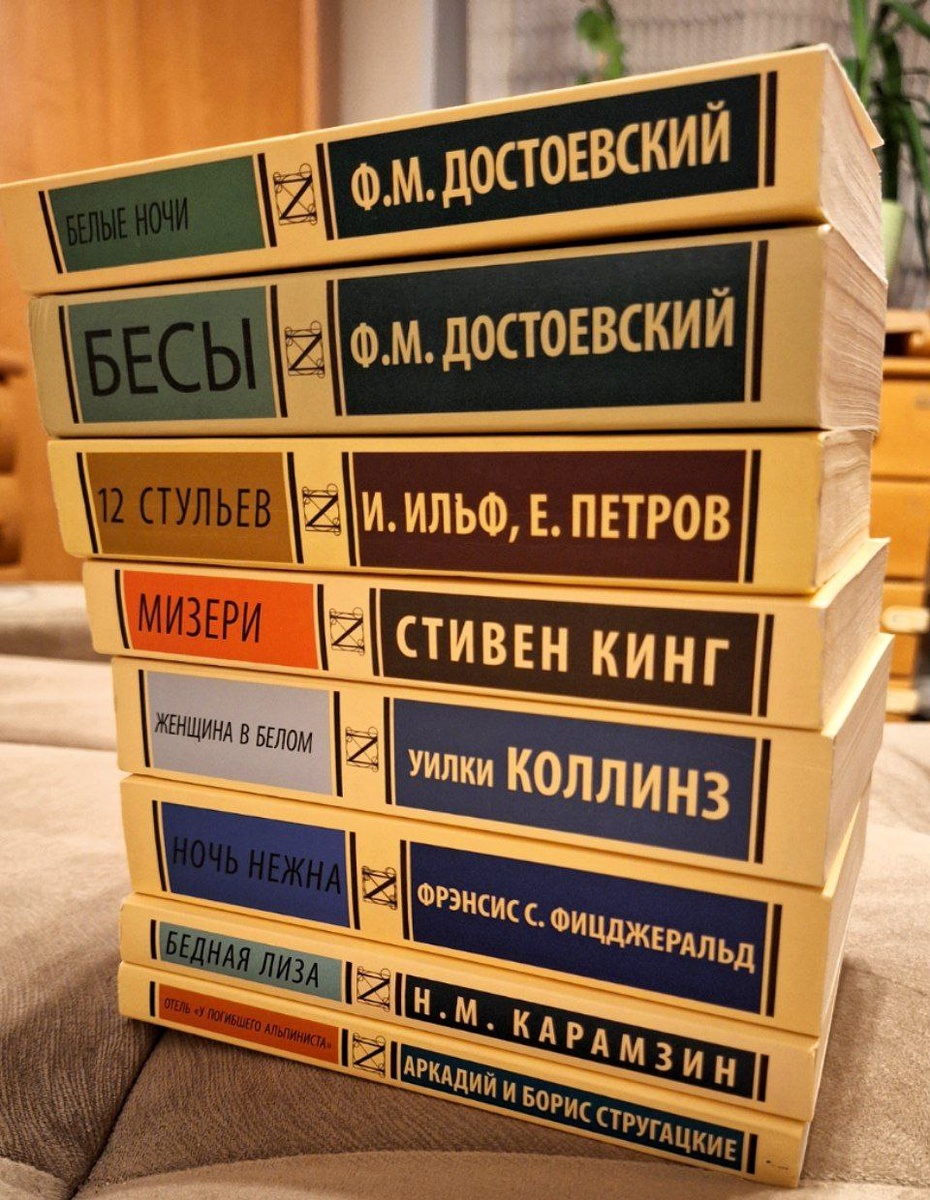 БЕЛЫЕ НОЧИ Ф.М. ДОСТОЕВСКИЙ
БЕСЫ Ф.М. ДОСТОЕВСКИЙ
12 СТУЛЬЕВ И. ИЛЬФ, Е. ПЕТРОВ
МИЗЕРИ СТИВЕН КИНГ
ЖЕНЩИНА В БЕЛОМ УИЛКИ КОЛЛИНЗ
НОЧЬ НЕЖНА ФРЭНСИС С. ФИЦДЖЕРАЛЬД
БЕДНАЯ ЛИЗА Н. М. КАРАМЗИН
ОТЕЛЬ «У ПОГИБШЕГО АЛЬПИНИСТА» АРКАДИЙ И БОРИС СТРУГАЦКИЕ